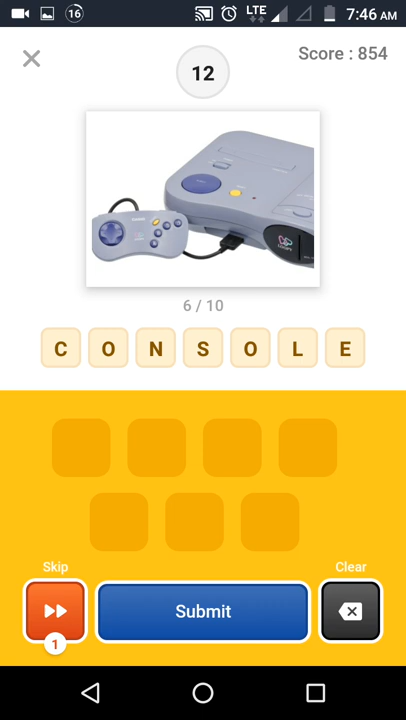 16
LTE
7:46 AM
Score : 854
12
6 / 10
C O N S O L E
Skip
Clear
1
Submit